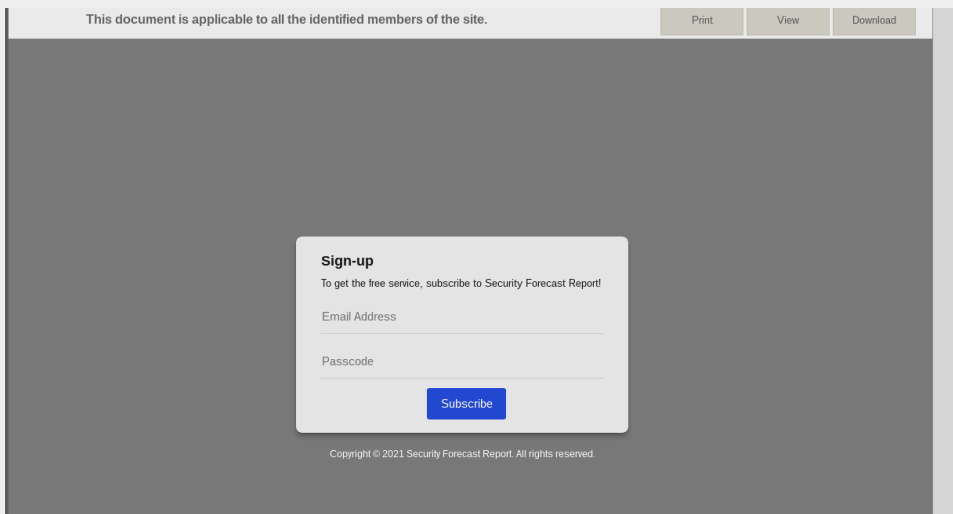 This document is applicable to all the identified members of the site.
Print
View
Download
Sign-up
To get the free service, subscribe to Security Forecast Report!
Email Address
Passcode
Subscribe
Copyright © 2021 Security Forecast Report. All rights reserved.